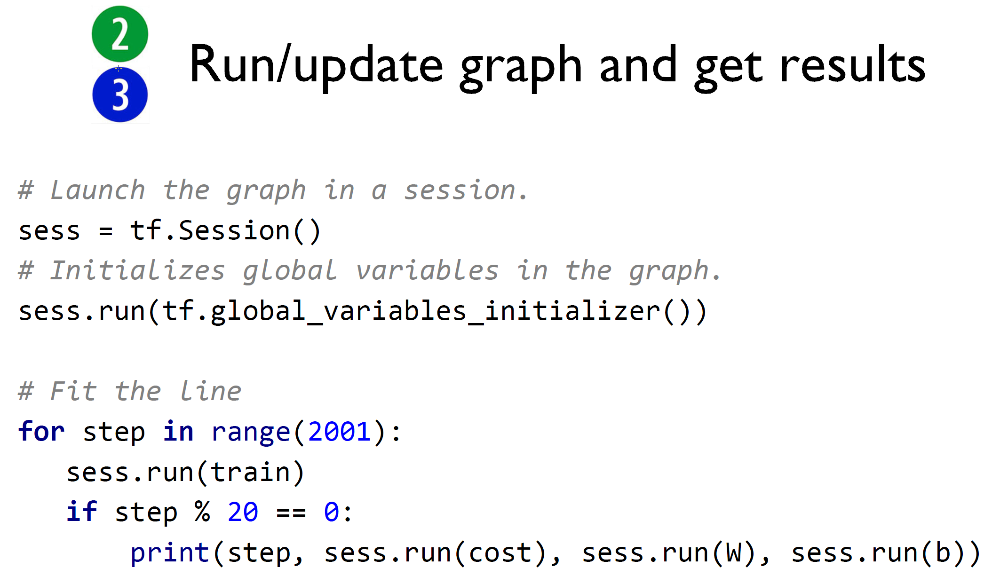 2
3
Run/update graph and get results
# Launch the graph in a session.
sess = tf.Session()
# Initializes global variables in the graph.
sess.run(tf.global_variables_initializer())
# Fit the line
for step in range(2001):
   sess.run(train)
   if step % 20 == 0:
       print(step, sess.run(cost), sess.run(W), sess.run(b))